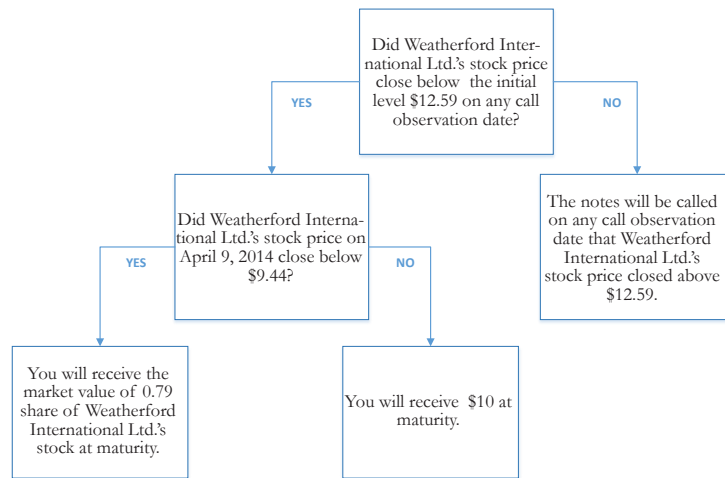 Did Weatherford Inter-
national Ltd.'s stock price
close below the initial
level $12.59 on any call
observation date?
YES
NO
Did Weatherford Interna-
tional Ltd.'s stock price on
April 9, 2014 close below
$9.44?
The notes will be called
on any call observation
date that Weatherford
International Ltd.'s
stock price closed above
$12.59.
YES
NO
You will receive the
market value of 0.79
share of Weatherford
International Ltd.'s
stock at maturity.
You will receive $10 at
maturity.